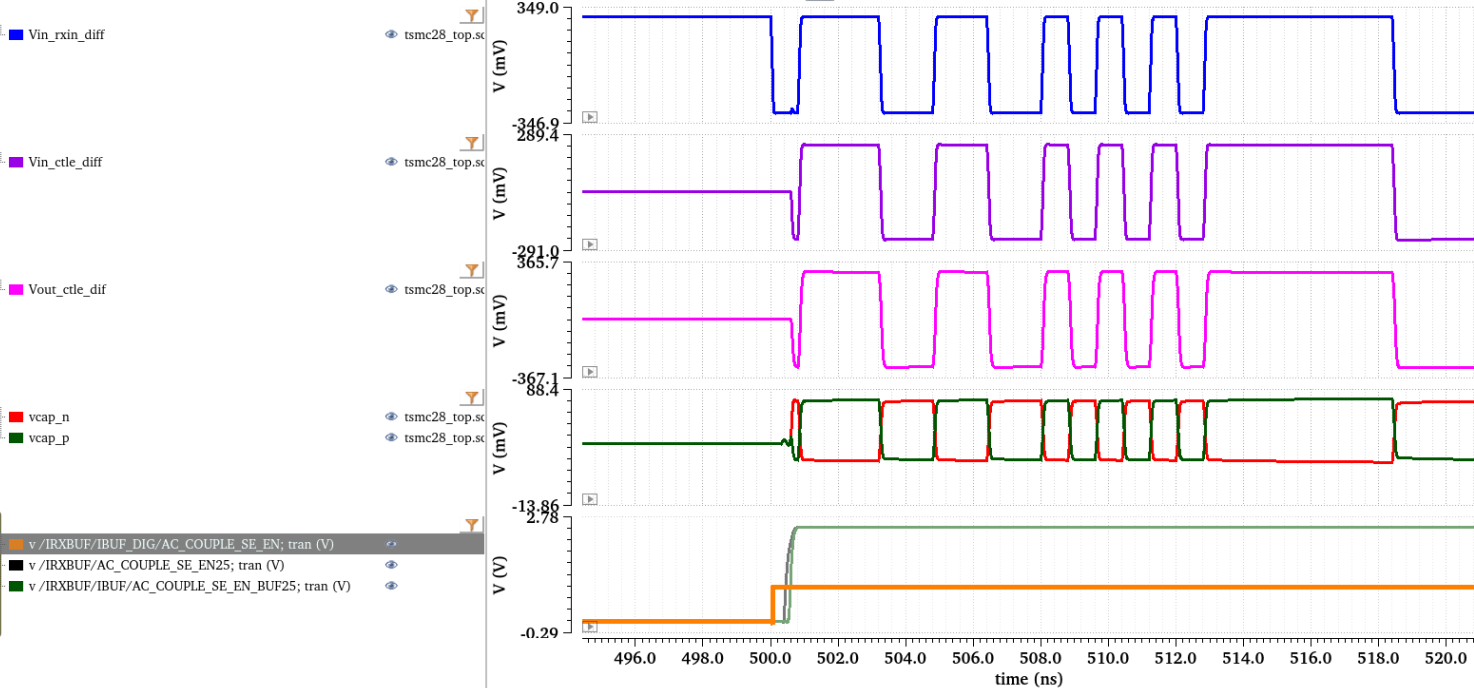 Vin_rxin_diff
tsmc28_top.sc
349.0
V (mV)
-346.9
Vin_ctle_diff
tsmc28_top.sc
289.4
V (mV)
-291.0
Vout_ctle_dif
tsmc28_top.sc
365.7
V (mV)
-367.1
vcap_n
tsmc28_top.sc
vcap_p
tsmc28_top.sc
88.4
V (mV)
-13.86
v /IRXBUF/IBUF_DIG/AC_COUPLE_SE_EN; tran (V)
v /IRXBUF/AC_COUPLE_SE_EN25; tran (V)
v /IRXBUF/IBUF/AC_COUPLE_SE_EN_BUF25; tran (V)
2.78
V (V)
-0.29
496.0 498.0 500.0 502.0 504.0 506.0 508.0 510.0 512.0 514.0 516.0 518.0 520.0
time (ns)